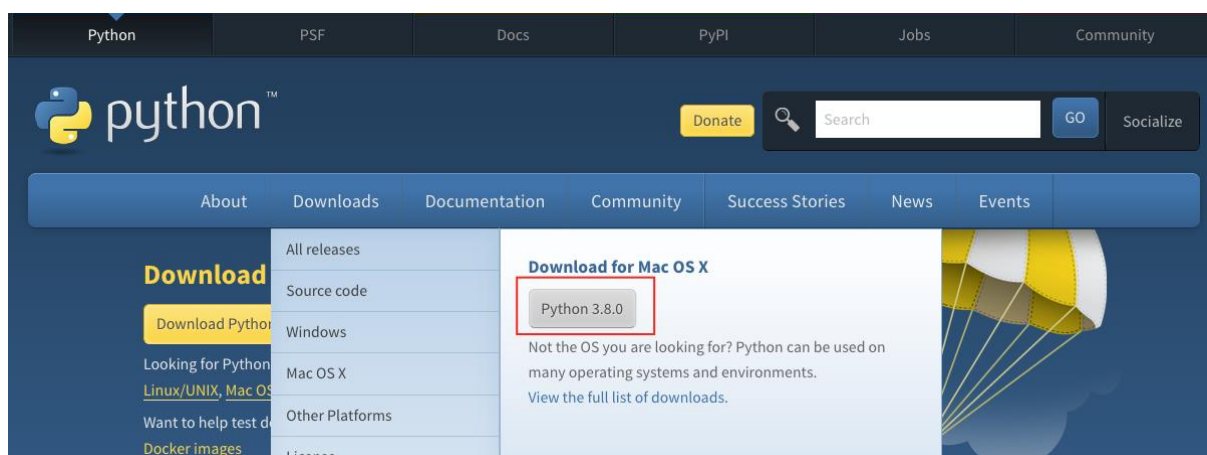 Python PSF Docs PyPI Jobs Community
python™
Donate Search GO Socialize
About Downloads Documentation Community Success Stories News Events
Download
Download Pytho
Looking for Python
Linux/UNIX, Mac OS
Want to help test d
Docker images
All releases
Source code
Windows
Mac OS X
Other Platforms
Download for Mac OS X
Python 3.8.0
Not the OS you are looking for? Python can be used on
many operating systems and environments.
View the full list of downloads.